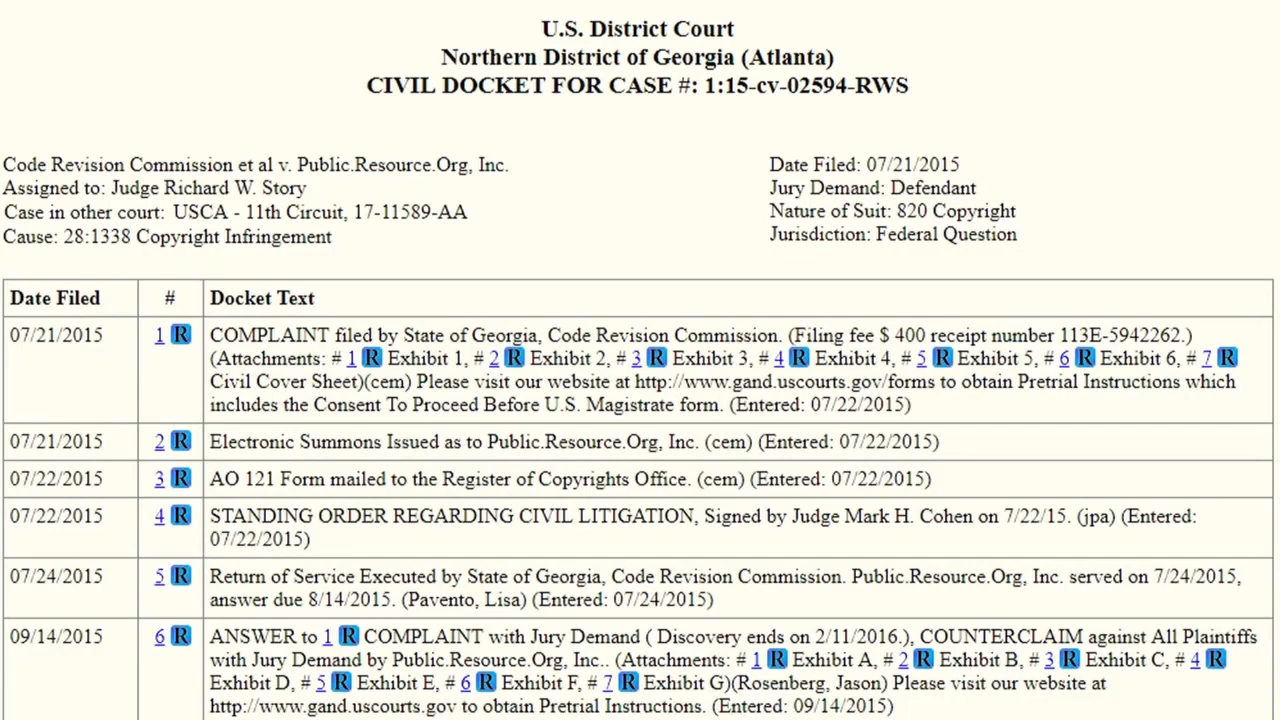 U.S. District Court
Northern District of Georgia (Atlanta)
CIVIL DOCKET FOR CASE #: 1:15-cv-02594-RWS
Code Revision Commission et al v. Public.Resource.Org, Inc.
Assigned to: Judge Richard W. Story
Case in other court: USCA - 11th Circuit, 17-11589-AA
Cause: 28:1338 Copyright Infringement
Date Filed: 07/21/2015
Jury Demand: Defendant
Nature of Suit: 820 Copyright
Jurisdiction: Federal Question
Date Filed # Docket Text
07/21/2015 1 R COMPLAINT filed by State of Georgia, Code Revision Commission. (Filing fee $ 400 receipt number 113E-5942262.)
(Attachments: # 1 R Exhibit 1, # 2 R Exhibit 2, # 3 R Exhibit 3, # 4 R Exhibit 4, # 5 R Exhibit 5, # 6 R Exhibit 6, # 7 R
Civil Cover Sheet)(cem) Please visit our website at http://www.gand.uscourts.gov/forms to obtain Pretrial Instructions which
includes the Consent To Proceed Before U.S. Magistrate form. (Entered: 07/22/2015)
07/21/2015 2 R Electronic Summons Issued as to Public.Resource.Org, Inc. (cem) (Entered: 07/22/2015)
07/22/2015 3 R AO 121 Form mailed to the Register of Copyrights Office. (cem) (Entered: 07/22/2015)
07/22/2015 4 R STANDING ORDER REGARDING CIVIL LITIGATION, Signed by Judge Mark H. Cohen on 7/22/15. (jpa) (Entered:
07/22/2015)
07/24/2015 5 R Return of Service Executed by State of Georgia, Code Revision Commission. Public.Resource.Org, Inc. served on 7/24/2015,
answer due 8/14/2015. (Pavento, Lisa) (Entered: 07/24/2015)
09/14/2015 6 R ANSWER to 1 R COMPLAINT with Jury Demand ( Discovery ends on 2/11/2016.), COUNTERCLAIM against All Plaintiffs
with Jury Demand by Public.Resource.Org, Inc.. (Attachments: # 1 R Exhibit A, # 2 R Exhibit B, # 3 R Exhibit C, # 4 R
Exhibit D, # 5 R Exhibit E, # 6 R Exhibit F, # 7 R Exhibit G)(Rosenberg, Jason) Please visit our website at
http://www.gand.uscourts.gov to obtain Pretrial Instructions. (Entered: 09/14/2015)